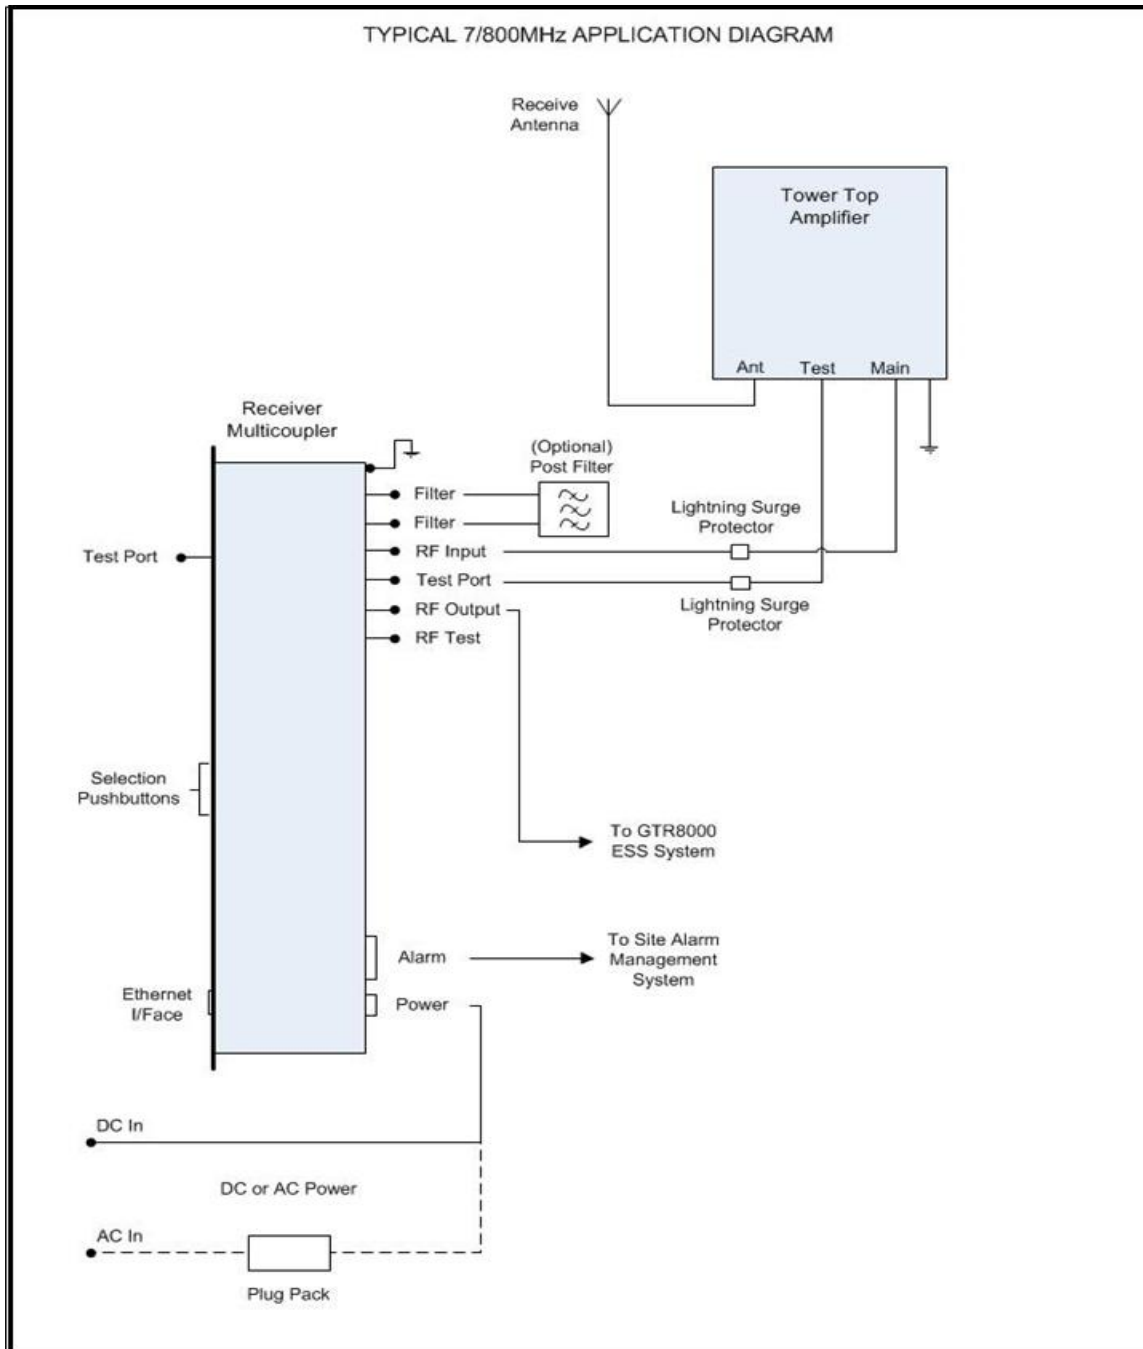 TYPICAL 7/800MHz APPLICATION DIAGRAM
Receive
Antenna
Tower Top
Amplifier
Ant
Test
Main
Receiver
Multicoupler
(Optional)
Post Filter
Filter
Filter
Lightning Surge
Protector
Test Port
RF Input
Test Port
Lightning Surge
Protector
RF Output
RF Test
Selection
Pushbuttons
To GTR8000
ESS System
Alarm
To Site Alarm
Management
System
Ethernet
I/Face
Power
DC In
DC or AC Power
AC In
Plug Pack